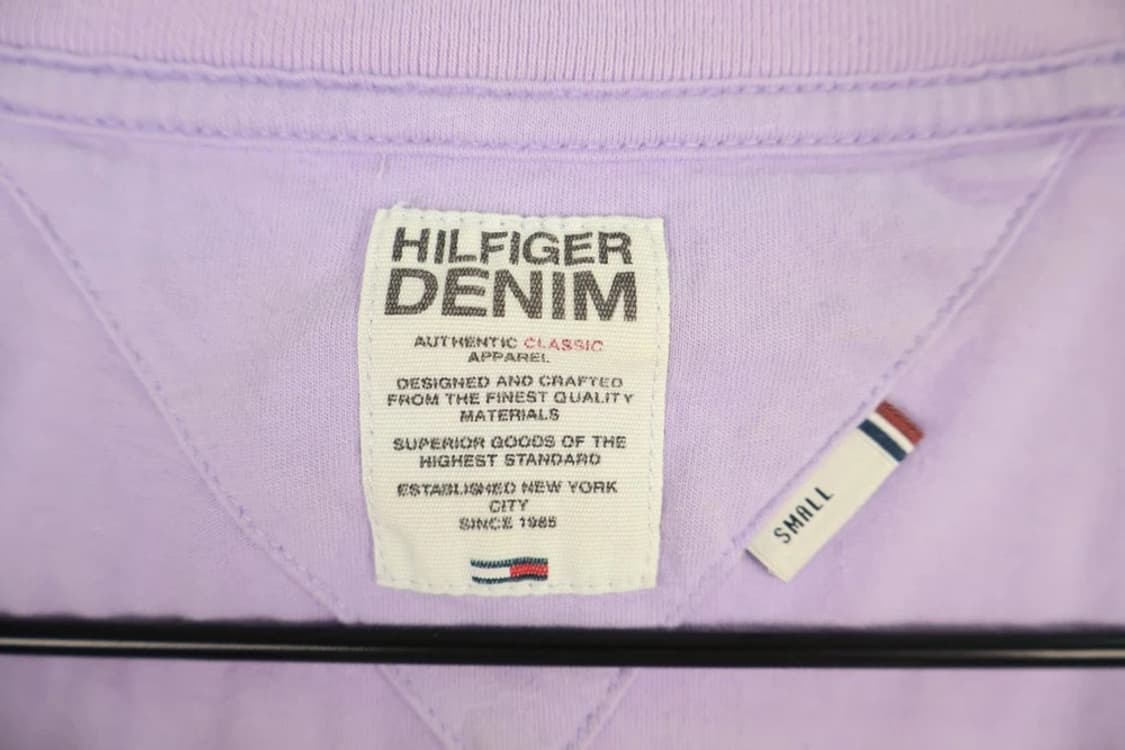 HILFIGER
DENIM
AUTHENTIC CLASSIC
APPAREL
DESIGNED AND CRAFTED
FROM THE FINEST QUALITY
MATERIALS
SUPERIOR GOODS OF THE
HIGHEST STANDARD
ESTABLISHED NEW YORK
CITY
SINCE 1985
SMALL